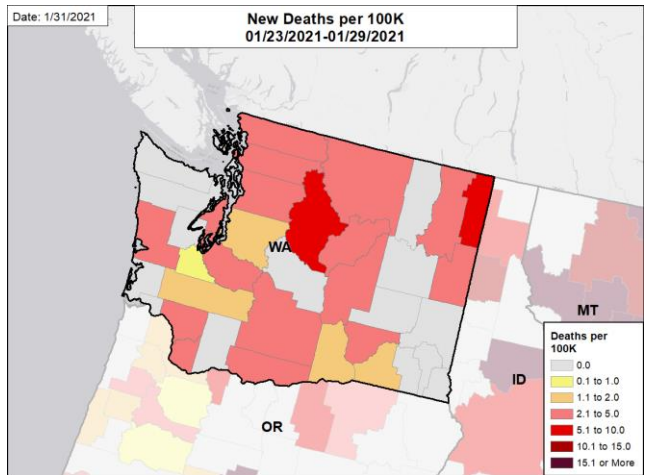 Date: 1/31/2021
New Deaths per 100K
01/23/2021-01/29/2021
WA
MT
ID
OR
Deaths per
100K
0.0
0.1 to 1.0
1.1 to 2.0
2.1 to 5.0
5.1 to 10.0
10.1 to 15.0
15.1 or More